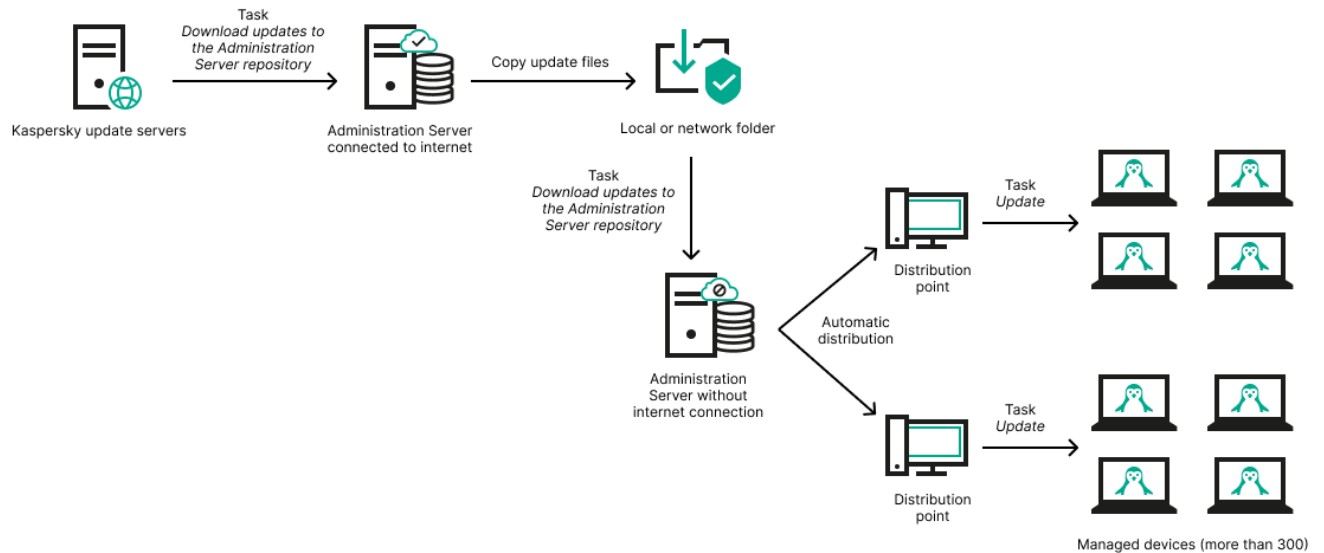 Task
Download updates to
the Administration
Server repository
Copy update files
Kaspersky update servers
Administration Server
connected to internet
Local or network folder
Task
Download updates to
the Administration
Server repository
Task
Update
Distribution
point
Automatic
distribution
Administration
Server without
internet connection
Task
Update
Distribution
point
Managed devices (more than 300)